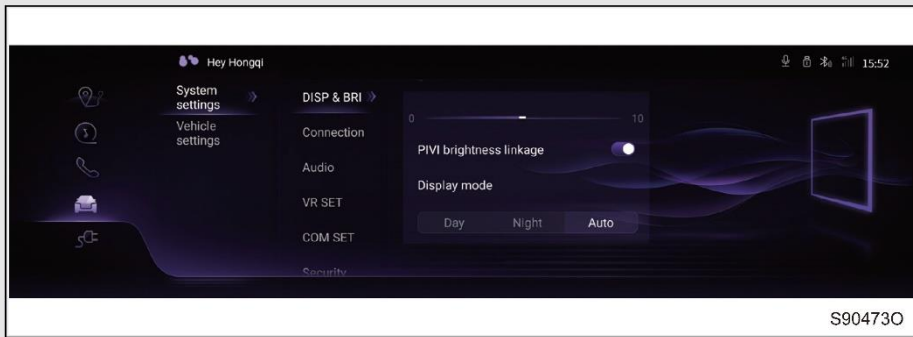 Hey Hongqi
15:52
System
settings
Vehicle
settings
DISP & BRI
Connection
Audio
VR SET
COM SET
Security
0 10
PIVI brightness linkage
Display mode
Day Night Auto
S90473O